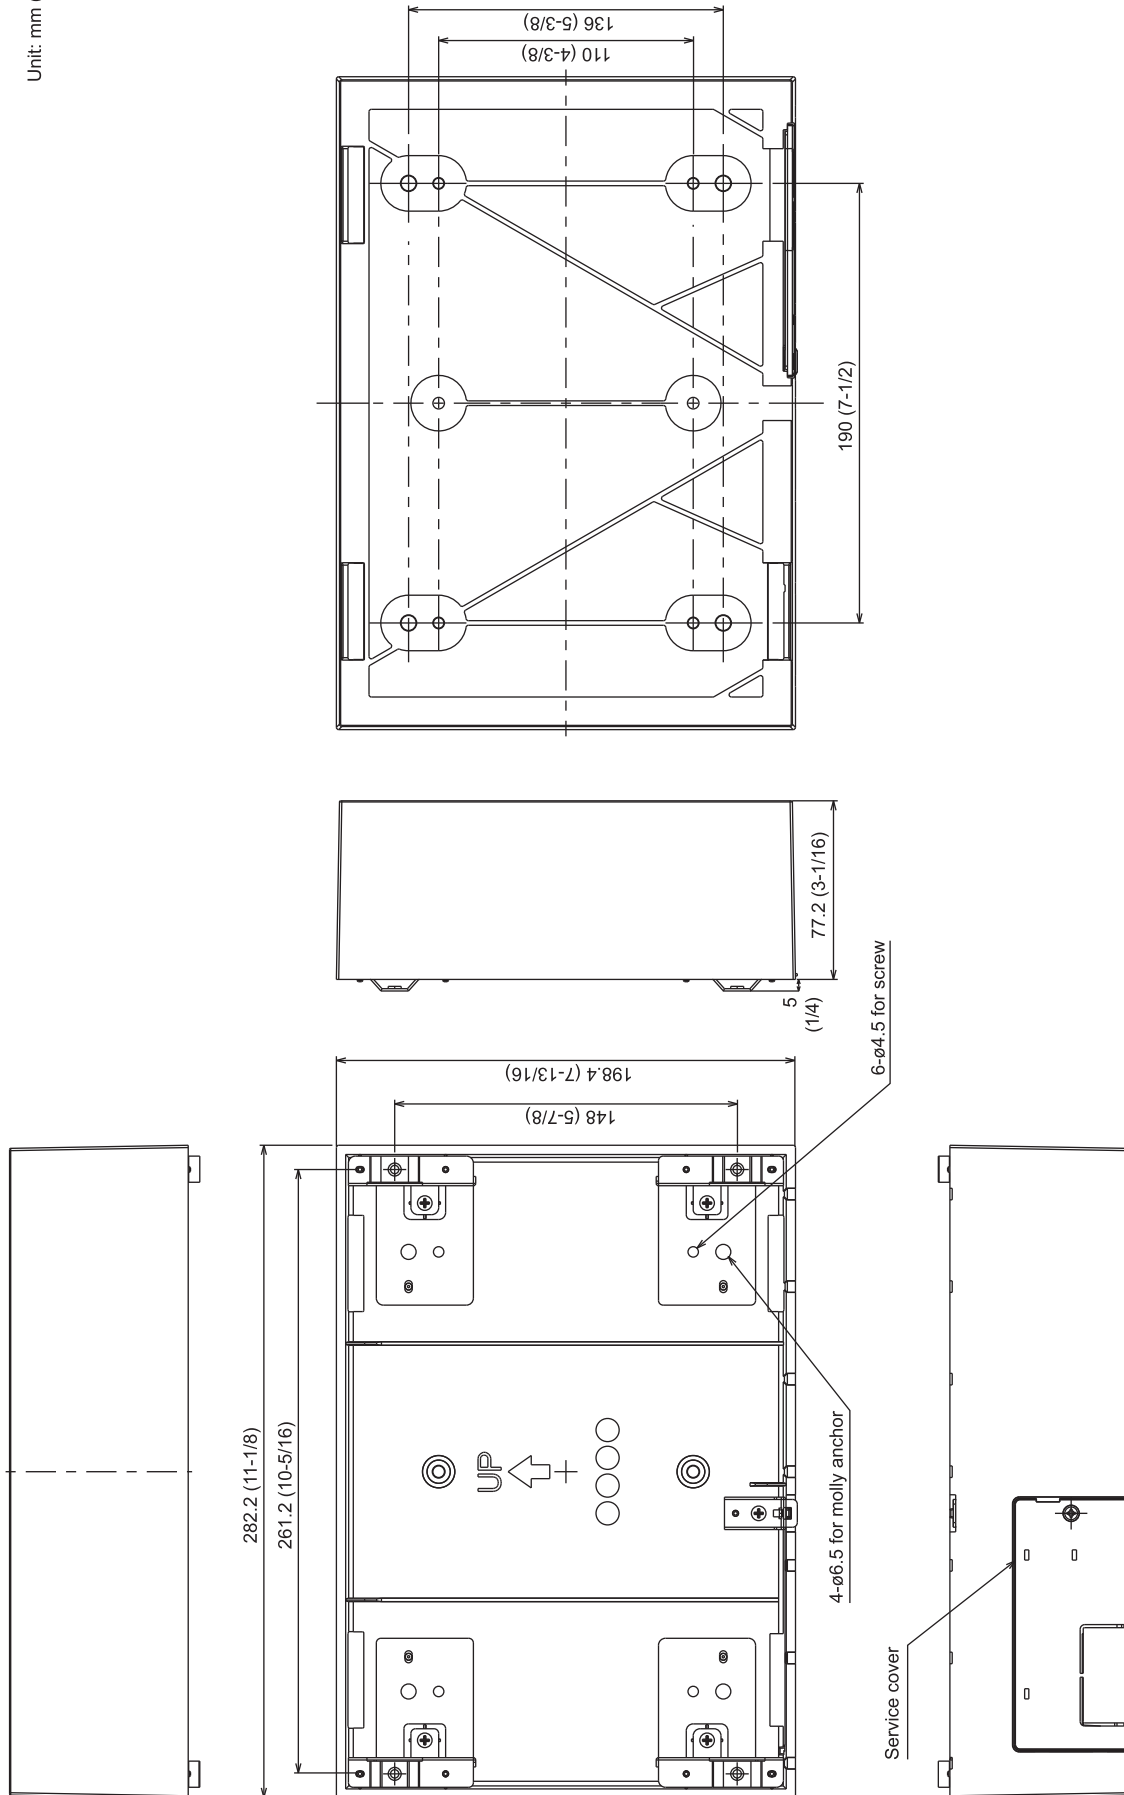 Unit: mm
136 (5-3/8)
110 (4-3/8)
190 (7-1/2)
77.2 (3-1/16)
5
(1/4)
6-ø4.5 for screw
198.4 (7-13/16)
148 (5-7/8)
282.2 (11-1/8)
261.2 (10-5/16)
UP
4-ø6.5 for molly anchor
Service cover